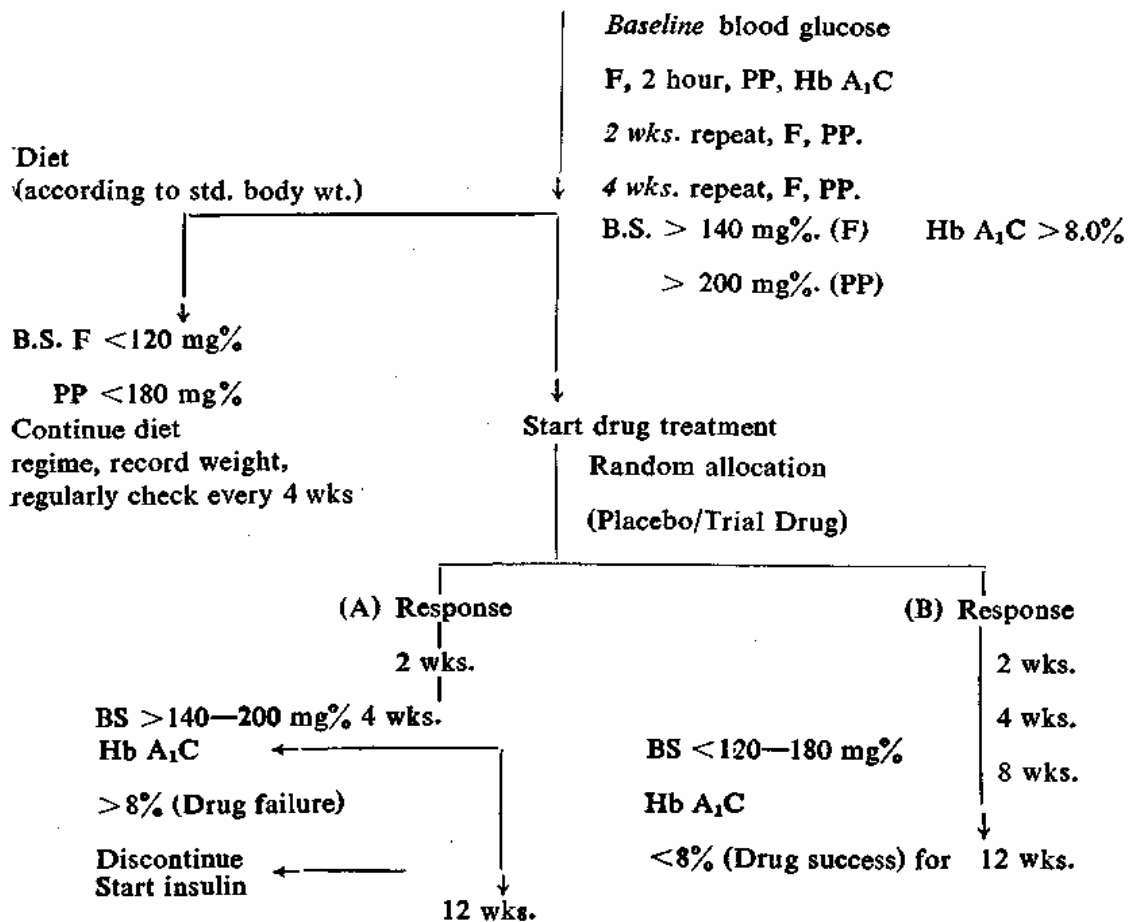 Baseline blood glucose
F, 2 hour, PP, Hb A₁C
2 wks. repeat, F, PP.
4 wks. repeat, F, PP.
B.S. > 140 mg%. (F) Hb A₁C >8.0%
> 200 mg%. (PP)
Diet
(according to std. body wt.)
B.S. F <120 mg%
PP <180 mg%
Continue diet
regime, record weight,
regularly check every 4 wks
Start drug treatment
Random allocation
(Placebo/Trial Drug)
(A) Response
2 wks.
BS >140—200 mg% 4 wks.
Hb A₁C
>8% (Drug failure)
Discontinue
Start insulin
12 wks.
(B) Response
2 wks.
4 wks.
8 wks.
BS <120—180 mg%
Hb A₁C
<8% (Drug success) for 12 wks.